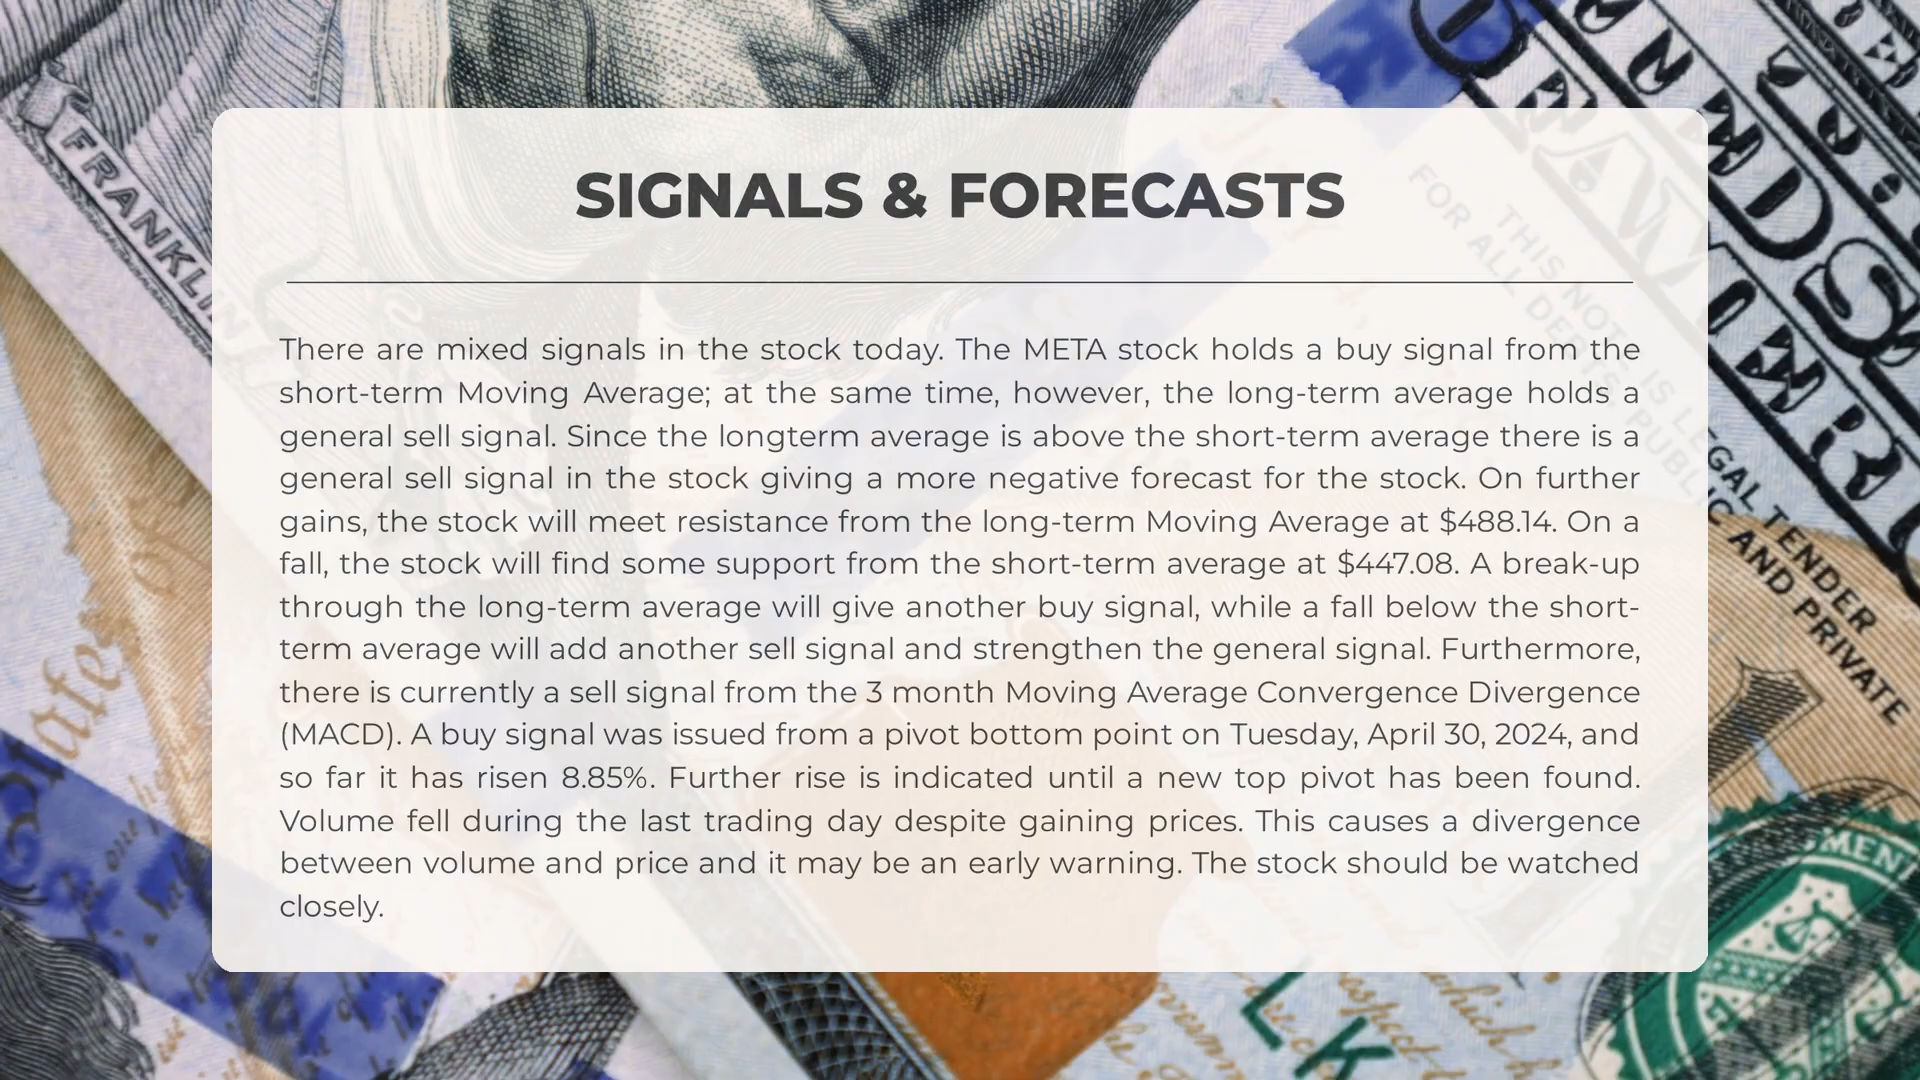 SIGNALS & FORECASTS
There are mixed signals in the stock today. The META stock holds a buy signal from the
short-term Moving Average; at the same time, however, the long-term average holds a
general sell signal. Since the longterm average is above the short-term average there is a
general sell signal in the stock giving a more negative forecast for the stock. On further
gains, the stock will meet resistance from the long-term Moving Average at $488.14. On a
fall, the stock will find some support from the short-term average at $447.08. A break-up
through the long-term average will give another buy signal, while a fall below the short-
term average will add another sell signal and strengthen the general signal. Furthermore,
there is currently a sell signal from the 3 month Moving Average Convergence Divergence
(MACD). A buy signal was issued from a pivot bottom point on Tuesday, April 30, 2024, and
so far it has risen 8.85%. Further rise is indicated until a new top pivot has been found.
Volume fell during the last trading day despite gaining prices. This causes a divergence
between volume and price and it may be an early warning. The stock should be watched
closely.
FRANKLIN
THIS NOTE IS LEGAL TENDER
FOR ALL DEBTS, PUBLIC AND PRIVATE